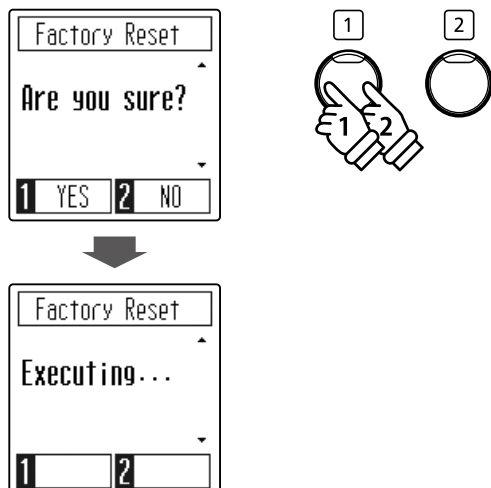 Factory Reset
Are you sure?
1 YES 2 NO
1 2
1 2
Factory Reset
Executing...
1 2